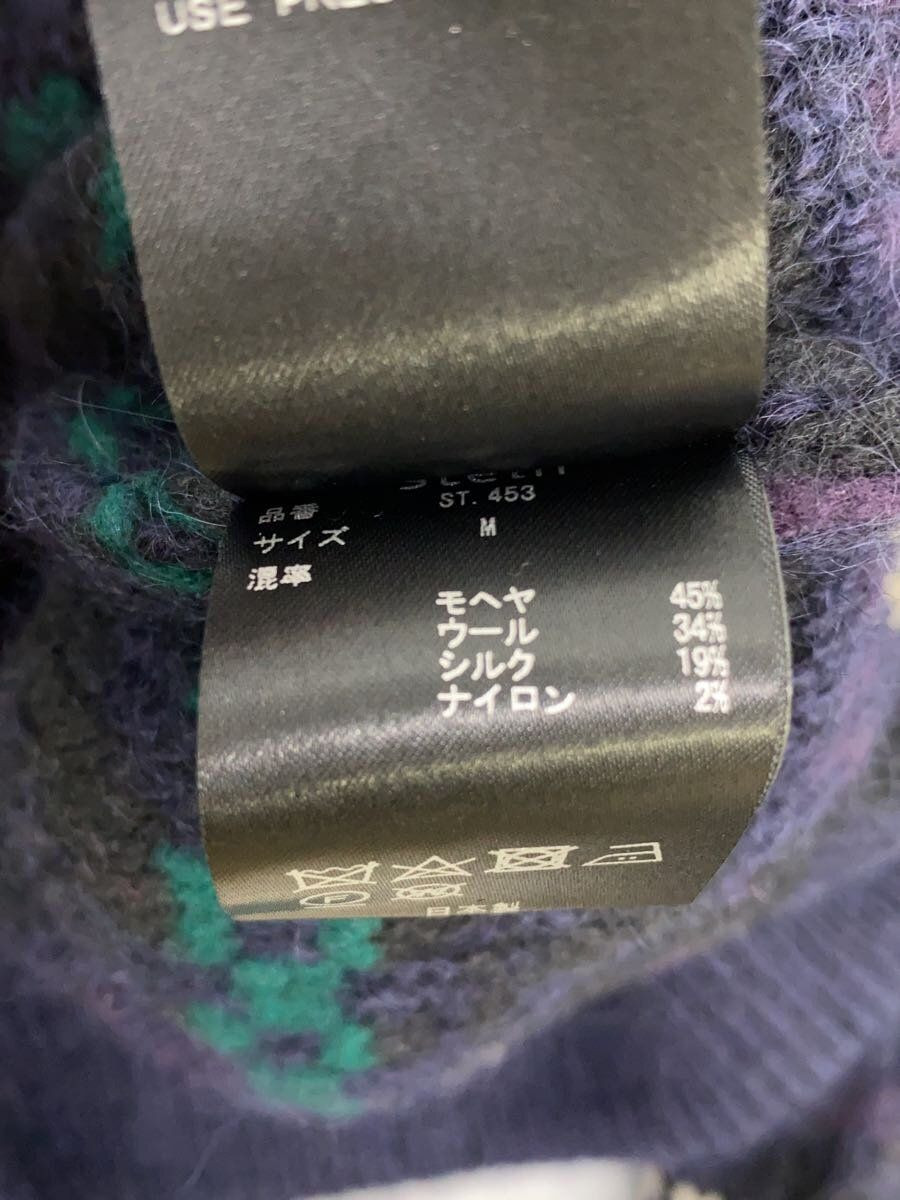 USE
品番 ST. 453
サイズ M
混率
モヘヤ 45%
ウール 34%
シルク 19%
ナイロン 2%
日本製